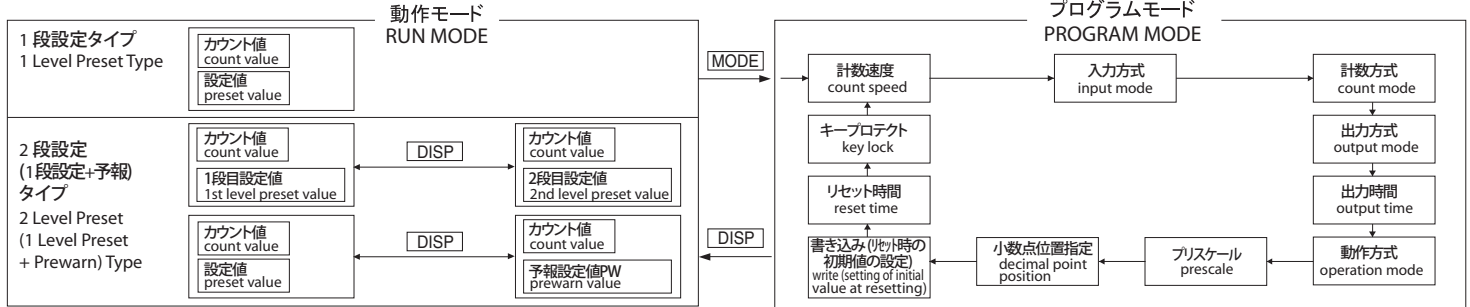 動作モード
RUN MODE
1 段設定タイプ
1 Level Preset Type
カウント値
count value
設定値
preset value
2 段設定
(1段設定+予報)
タイプ
2 Level Preset
(1 Level Preset
+ Prewarn) Type
カウント値
count value
1段目設定値
1st level preset value
DISP
カウント値
count value
2段目設定値
2nd level preset value
カウント値
count value
設定値
preset value
DISP
カウント値
count value
予報設定値PW
prewarn value
MODE
DISP
プログラムモード
PROGRAM MODE
計数速度
count speed
入力方式
input mode
計数方式
count mode
出力方式
output mode
出力時間
output time
動作方式
operation mode
プリスケール
prescale
小数点位置指定
decimal point
position
書き込み(リセット時の
初期値の設定)
write (setting of initial
value at resetting)
リセット時間
reset time
キープロテクト
key lock